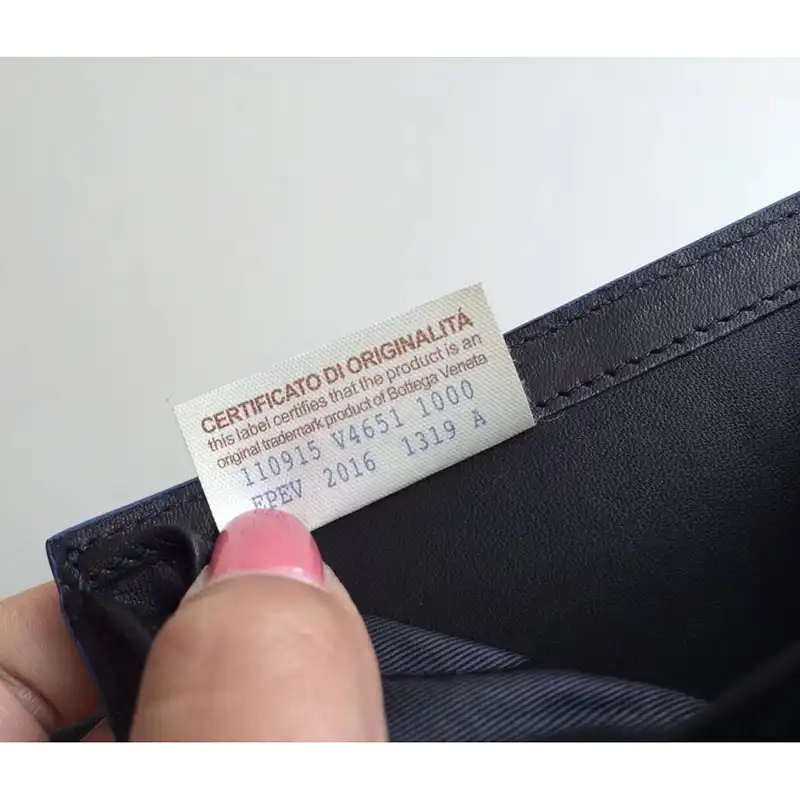 CERTIFICATO DI ORIGINALITÁ
this label certifies that the product is an
original trademark product of Bottega Veneta
110915 V4651 1000
EPEV 2016 1319 A